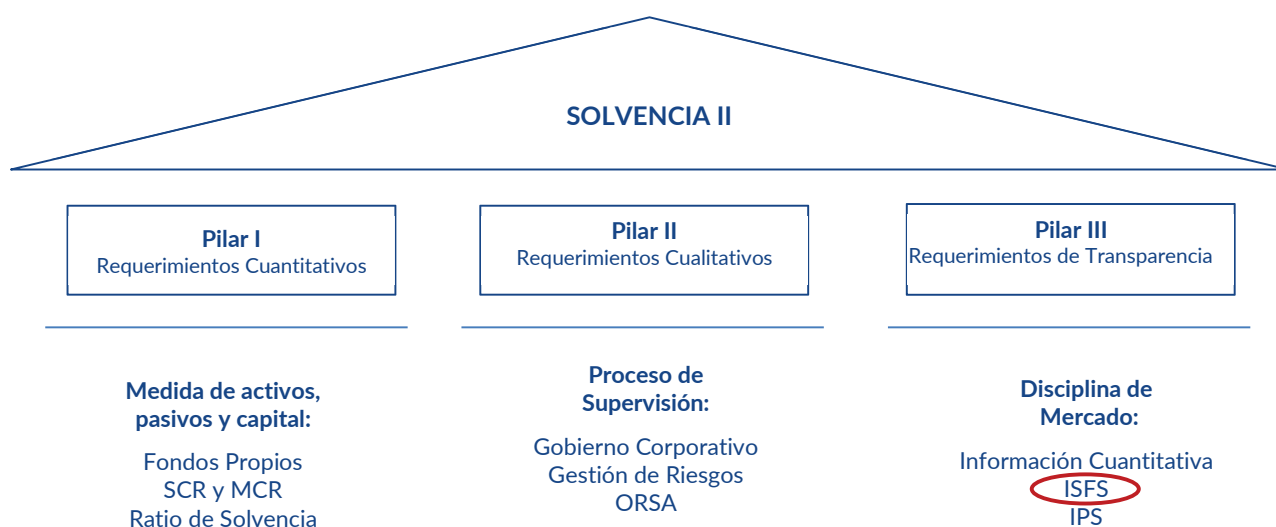 SOLVENCIA II
Pilar I
Requerimientos Cuantitativos
Pilar II
Requerimientos Cualitativos
Pilar III
Requerimientos de Transparencia
Medida de activos,
pasivos y capital:
Fondos Propios
SCR y MCR
Ratio de Solvencia
Proceso de
Supervisión:
Gobierno Corporativo
Gestión de Riesgos
ORSA
Disciplina de
Mercado:
Información Cuantitativa
ISFS
IPS